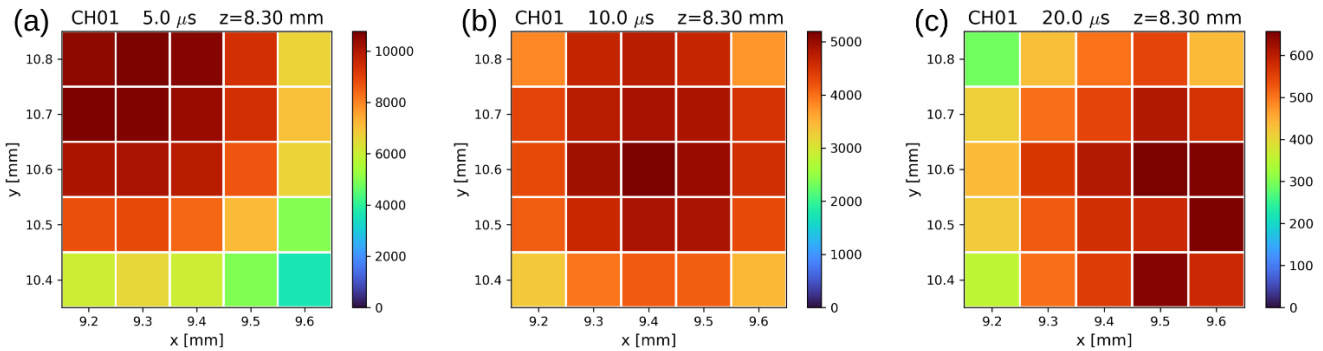 (a) CH01 5.0 μs z=8.30 mm
10.8
10.7
10.6
10.5
10.4
y [mm]
9.2 9.3 9.4 9.5 9.6
x [mm]
10000
8000
6000
4000
2000
0
(b) CH01 10.0 μs z=8.30 mm
10.8
10.7
10.6
10.5
10.4
y [mm]
9.2 9.3 9.4 9.5 9.6
x [mm]
5000
4000
3000
2000
1000
0
(c) CH01 20.0 μs z=8.30 mm
10.8
10.7
10.6
10.5
10.4
y [mm]
9.2 9.3 9.4 9.5 9.6
x [mm]
600
500
400
300
200
100
0